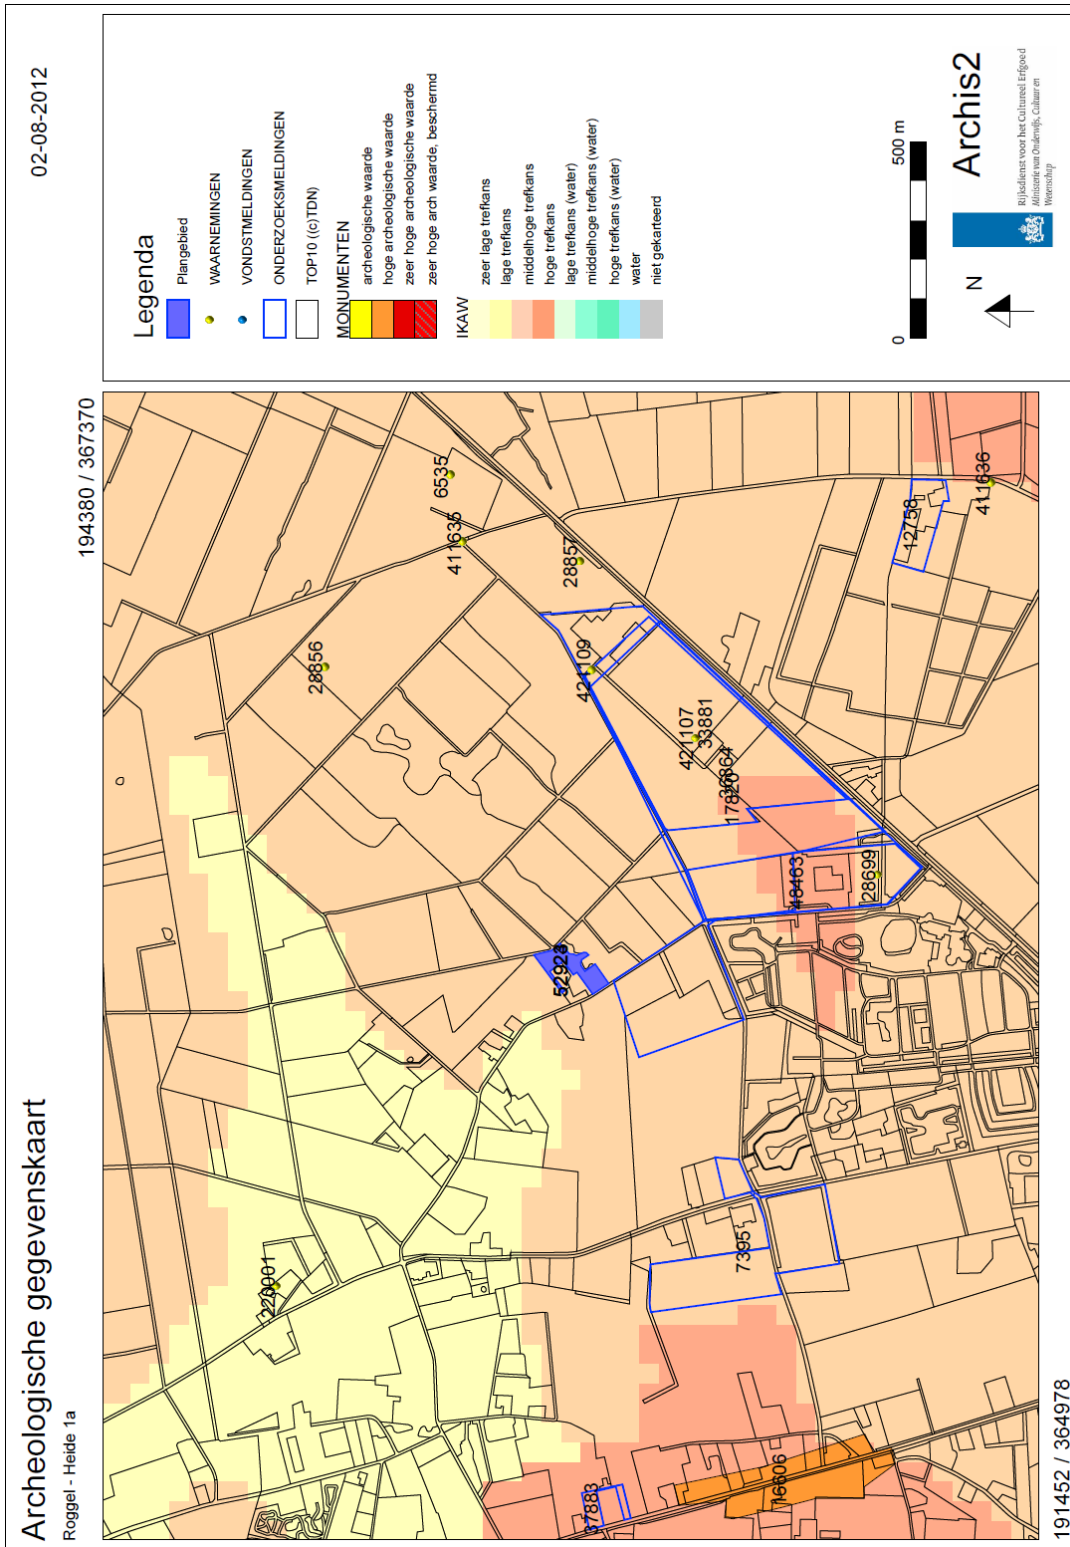 Archeologische gegevenskaart
02-08-2012
Roggel - Heide 1a
194380 / 367370
191452 / 364978
Legenda
Plangebied
WAARNEMINGEN
VONDSTMELDINGEN
ONDERZOEKSMELDINGEN
TOP10 ((c)TDN)
MONUMENTEN
archeologische waarde
hoge archeologische waarde
zeer hoge archeologische waarde
zeer hoge arch waarde, beschermd
IKAW
zeer lage trefkans
lage trefkans
middelhoge trefkans
hoge trefkans
lage trefkans (water)
middelhoge trefkans (water)
hoge trefkans (water)
water
niet gekarteerd
0
500 m
N
Archis2
Rijksdienst voor het Cultureel Erfgoed
Ministerie van Onderwijs, Cultuur en
Wetenschap
220001
28856
6535
411635
28857
421109
421107
33881
36864
17820
48463
28699
12758
411636
7395
37883
16606